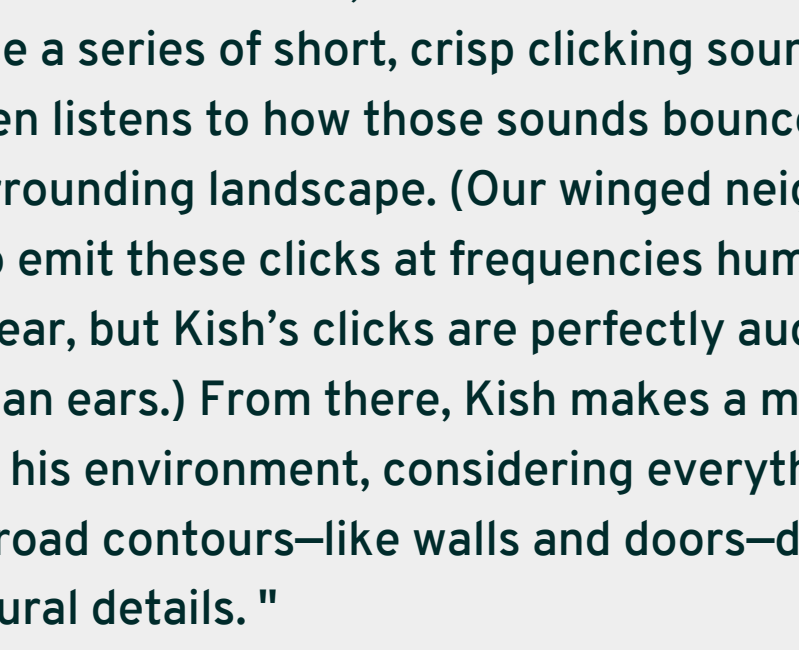 e a series of short, crisp clicking soun
en listens to how those sounds bounce
rrounding landscape. (Our winged neig
o emit these clicks at frequencies hum
ear, but Kish’s clicks are perfectly aud
an ears.) From there, Kish makes a m
his environment, considering everyth
road contours—like walls and doors—d
ural details. "